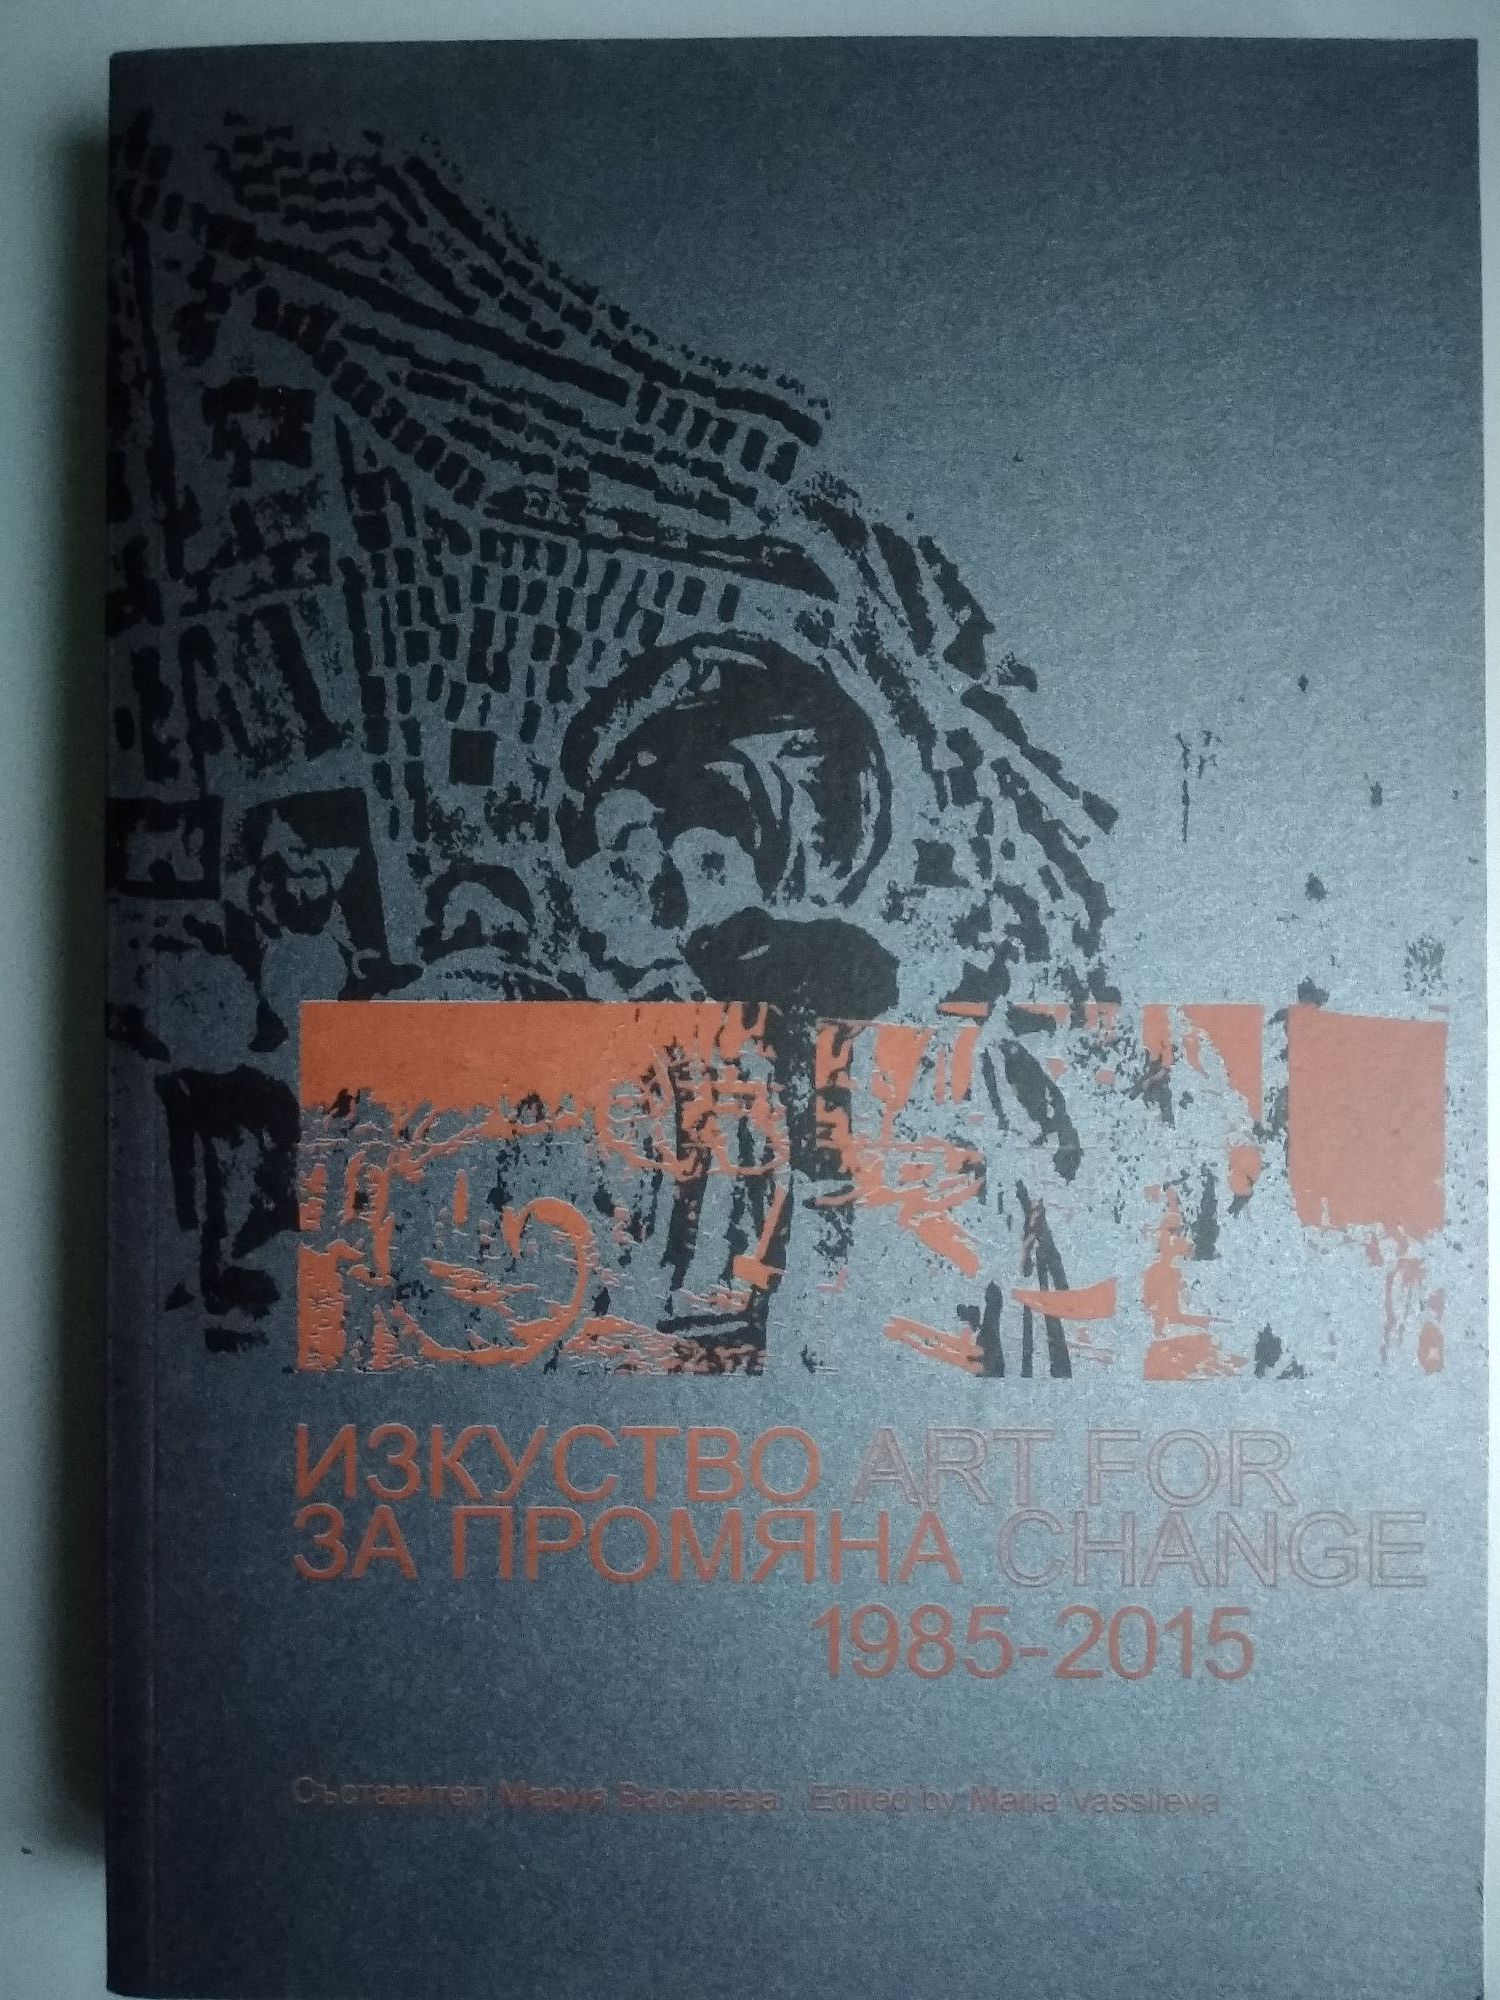 ИЗКУСТВО ART FOR
ЗА ПРОМЯНА CHANGE
1985-2015
Съставител Мария Василева / Edited by Maria Vassileva